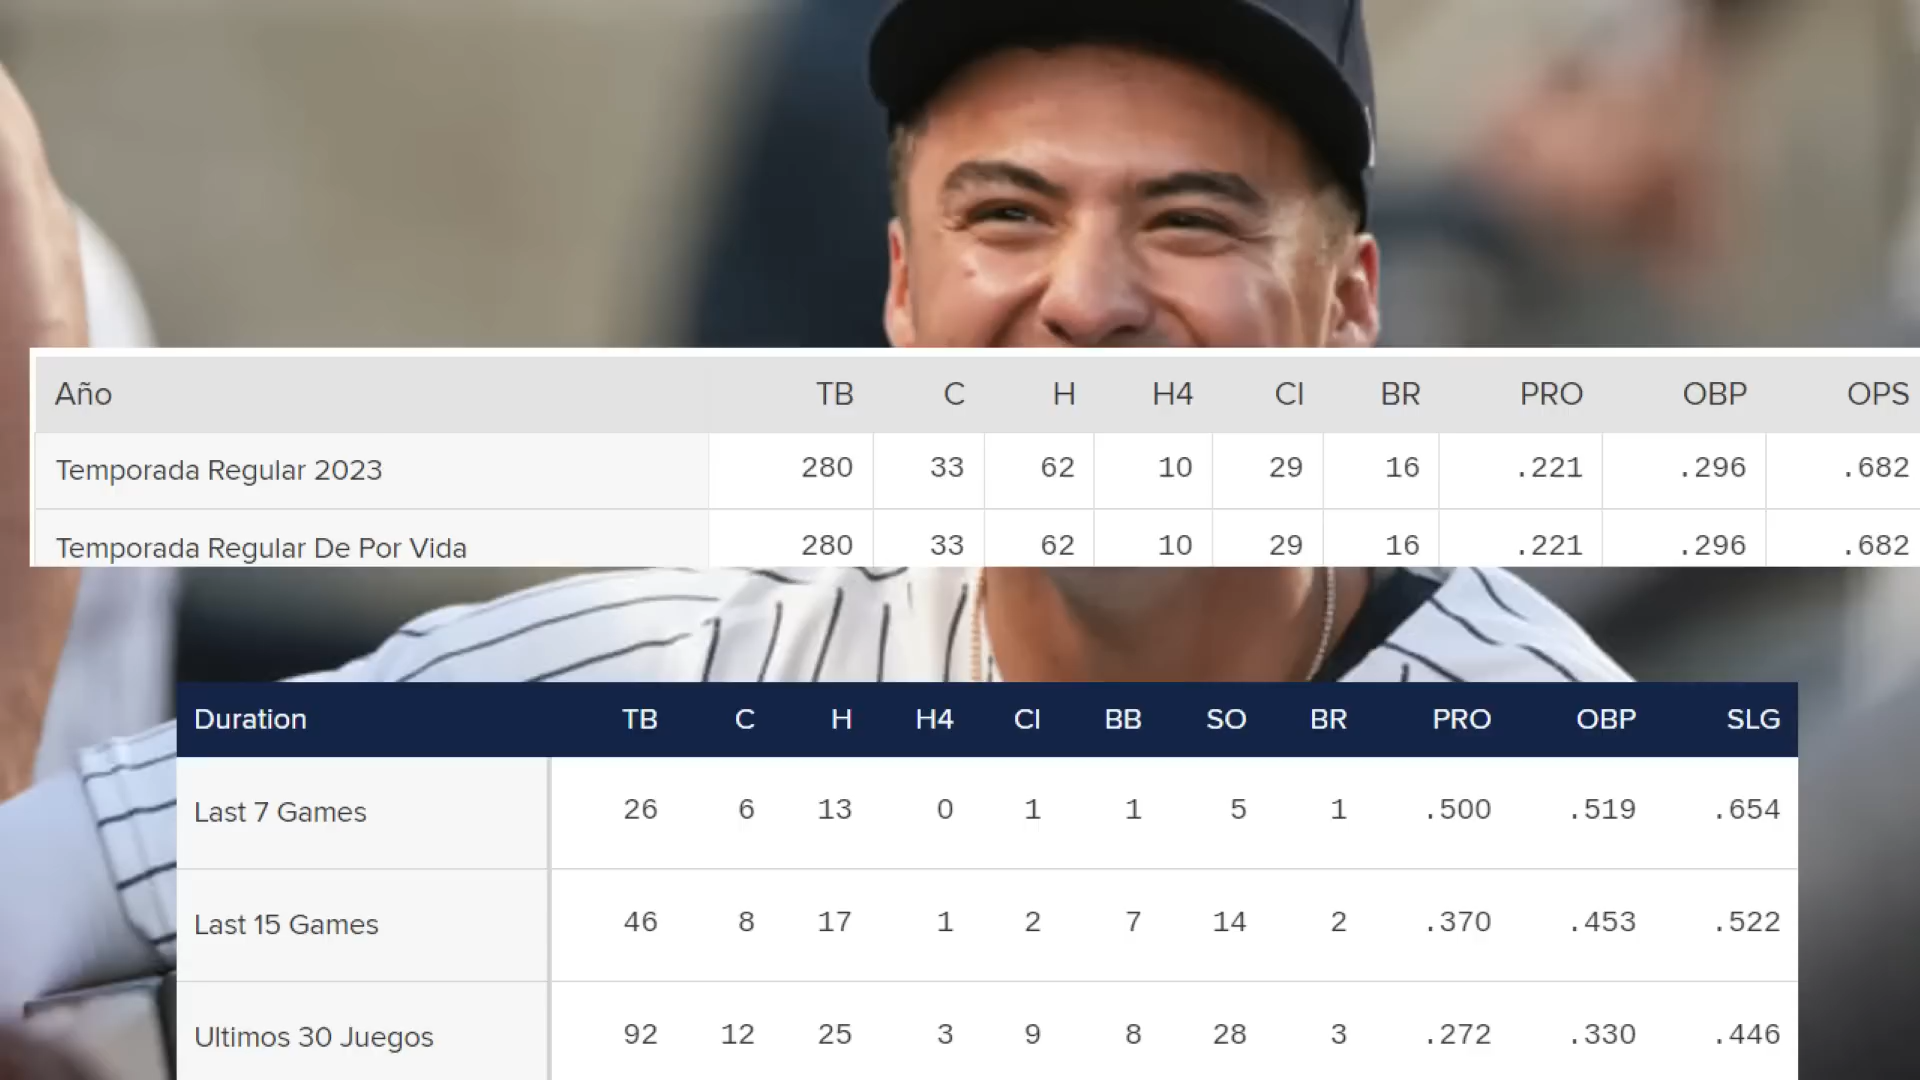 Año TB C H H4 CI BR PRO OBP OPS
Temporada Regular 2023 280 33 62 10 29 16 .221 .296 .682
Temporada Regular De Por Vida 280 33 62 10 29 16 .221 .296 .682
Duration TB C H H4 CI BB SO BR PRO OBP SLG
Last 7 Games 26 6 13 0 1 1 5 1 .500 .519 .654
Last 15 Games 46 8 17 1 2 7 14 2 .370 .453 .522
Ultimos 30 Juegos 92 12 25 3 9 8 28 3 .272 .330 .446